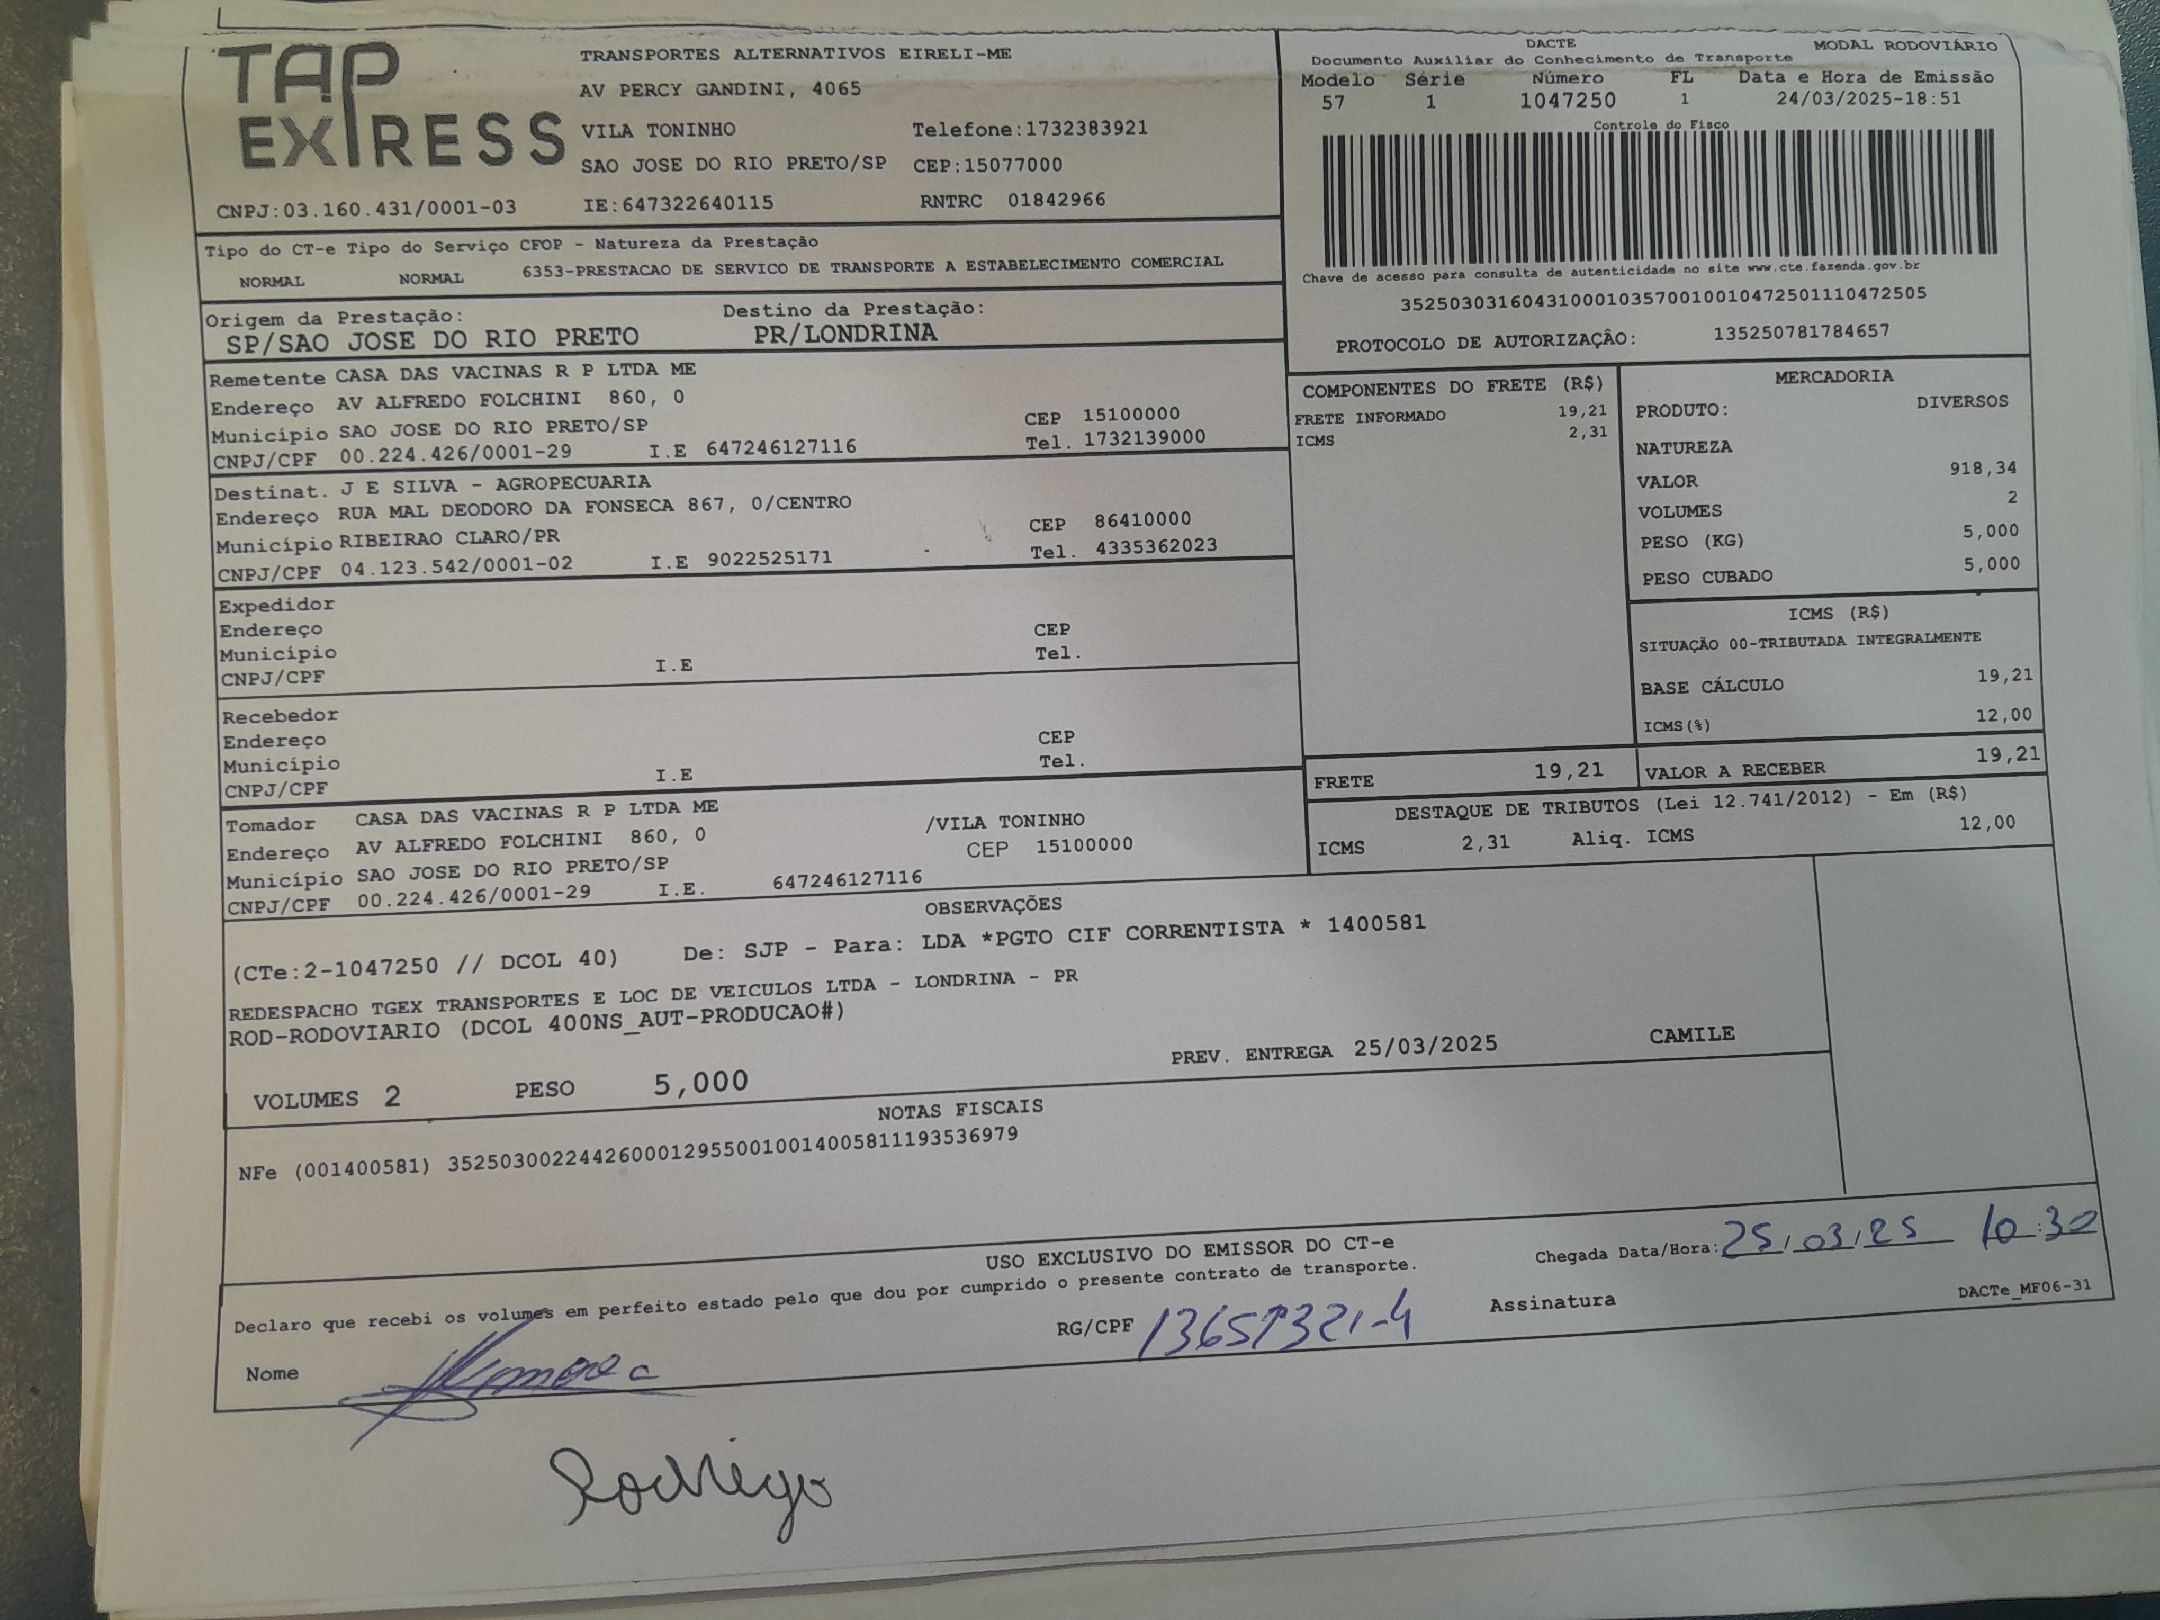 TAP EXPRESS
TRANSPORTES ALTERNATIVOS EIRELI-ME
AV PERCY GANDINI, 4065
VILA TONINHO Telefone:1732383921
SAO JOSE DO RIO PRETO/SP CEP:15077000
CNPJ:03.160.431/0001-03 IE:647322640115 RNTRC 01842966
DACTE MODAL RODOVIÁRIO
Documento Auxiliar do Conhecimento de Transporte
Modelo Série Número FL Data e Hora de Emissão
57 1 1047250 1 24/03/2025-18:51
Controle do Fisco
Chave de acesso para consulta de autenticidade no site www.cte.fazenda.gov.br
35250303160431000103570010010472501110472505
PROTOCOLO DE AUTORIZAÇÂO: 135250781784657
Tipo do CT-e Tipo do Serviço CFOP - Natureza da Prestação
NORMAL NORMAL 6353-PRESTACAO DE SERVICO DE TRANSPORTE A ESTABELECIMENTO COMERCIAL
Origem da Prestação: Destino da Prestação:
SP/SAO JOSE DO RIO PRETO PR/LONDRINA
Remetente CASA DAS VACINAS R P LTDA ME
Endereço AV ALFREDO FOLCHINI 860, 0
Município SAO JOSE DO RIO PRETO/SP CEP 15100000
CNPJ/CPF 00.224.426/0001-29 I.E 647246127116 Tel. 1732139000
Destinat. J E SILVA - AGROPECUARIA
Endereço RUA MAL DEODORO DA FONSECA 867, 0/CENTRO
Município RIBEIRAO CLARO/PR CEP 86410000
CNPJ/CPF 04.123.542/0001-02 I.E 9022525171 Tel. 4335362023
Expedidor
Endereço CEP
Município Tel.
CNPJ/CPF I.E
Recebedor
Endereço CEP
Município Tel.
CNPJ/CPF I.E
Tomador CASA DAS VACINAS R P LTDA ME
Endereço AV ALFREDO FOLCHINI 860, 0 /VILA TONINHO
Município SAO JOSE DO RIO PRETO/SP CEP 15100000
CNPJ/CPF 00.224.426/0001-29 I.E. 647246127116
COMPONENTES DO FRETE (R$)
FRETE INFORMADO 19,21
ICMS 2,31
MERCADORIA
PRODUTO: DIVERSOS
NATUREZA
VALOR 918,34
VOLUMES 2
PESO (KG) 5,000
PESO CUBADO 5,000
ICMS (R$)
SITUAÇÃO 00-TRIBUTADA INTEGRALMENTE
BASE CÁLCULO 19,21
ICMS(%) 12,00
FRETE 19,21 VALOR A RECEBER 19,21
DESTAQUE DE TRIBUTOS (Lei 12.741/2012) - Em (R$)
ICMS 2,31 Aliq. ICMS 12,00
OBSERVAÇÕES
(CTe:2-1047250 // DCOL 40) De: SJP - Para: LDA *PGTO CIF CORRENTISTA * 1400581
REDESPACHO TGEX TRANSPORTES E LOC DE VEICULOS LTDA - LONDRINA - PR
ROD-RODOVIARIO (DCOL 400NS_AUT-PRODUCAO#)
PREV. ENTREGA 25/03/2025 CAMILE
VOLUMES 2 PESO 5,000
NOTAS FISCAIS
NFe (001400581) 35250300224426000129550010014005811193536979
USO EXCLUSIVO DO EMISSOR DO CT-e
Chegada Data/Hora: 25/03/25 10:30
Declaro que recebi os volumes em perfeito estado pelo que dou por cumprido o presente contrato de transporte.
Nome RG/CPF Assinatura DACTe_MF06-31
Rodrigo